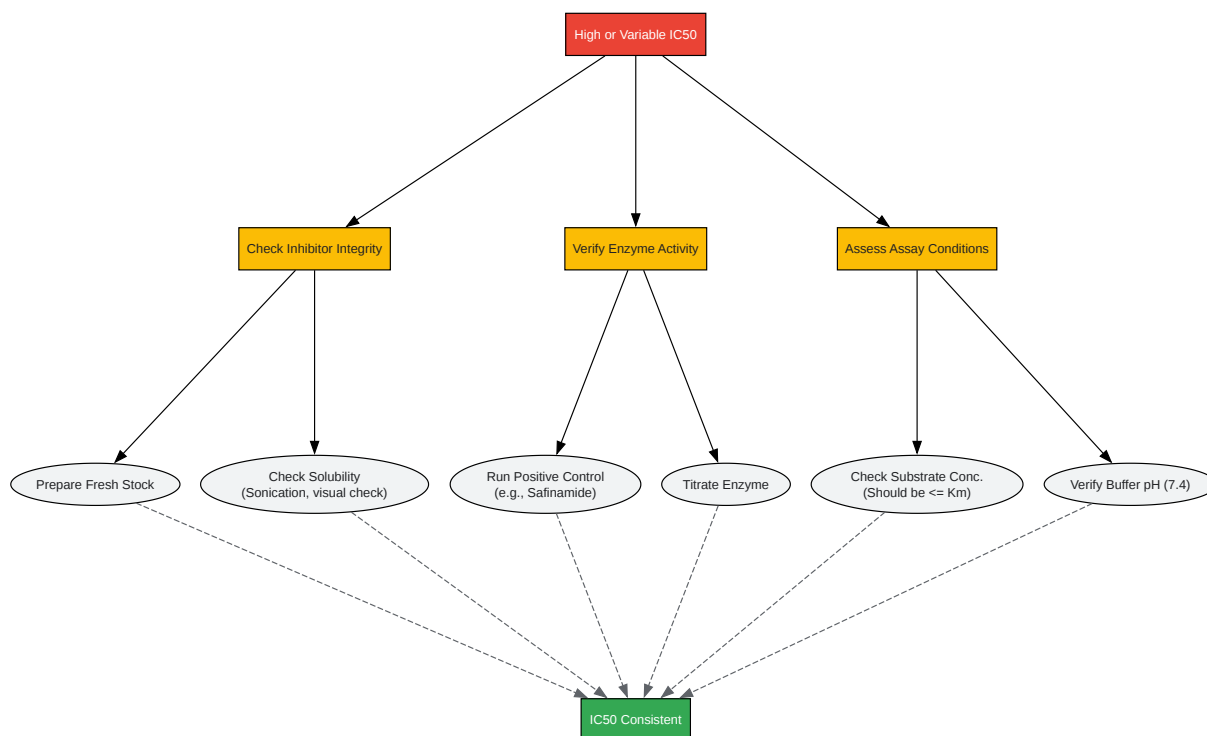 High or Variable IC50
Check Inhibitor Integrity
Verify Enzyme Activity
Assess Assay Conditions
Prepare Fresh Stock
Check Solubility
(Sonication, visual check)
Run Positive Control
(e.g., Safinamide)
Titrate Enzyme
Check Substrate Conc.
(Should be <= Km)
Verify Buffer pH (7.4)
IC50 Consistent